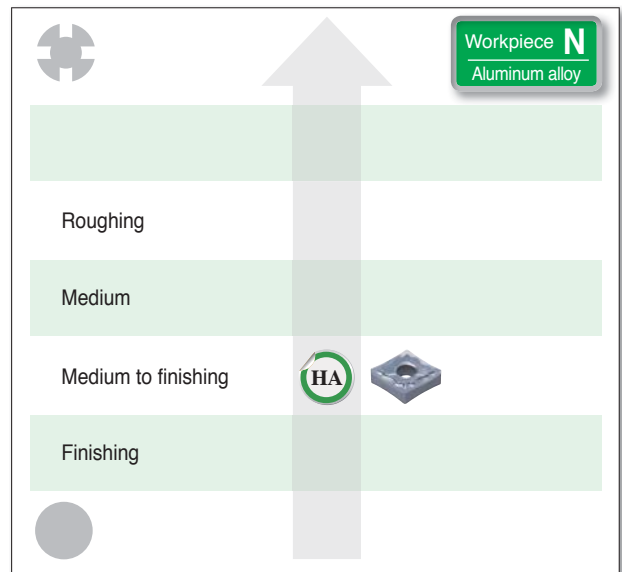 Workpiece N
Aluminum alloy
Roughing
Medium
Medium to finishing
HA
Finishing